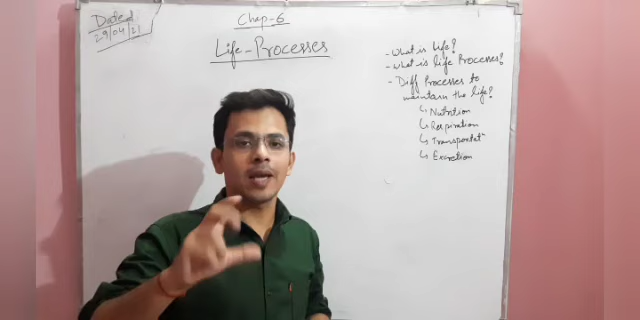 Dated
29/04/21
Chap-6
Life-Processes
- What is life?
- What is life Processes?
- Diff Processes to
maintain the life?
↳ Nutrition
↳ Respiration
↳ Transportatⁿ
↳ Excretion